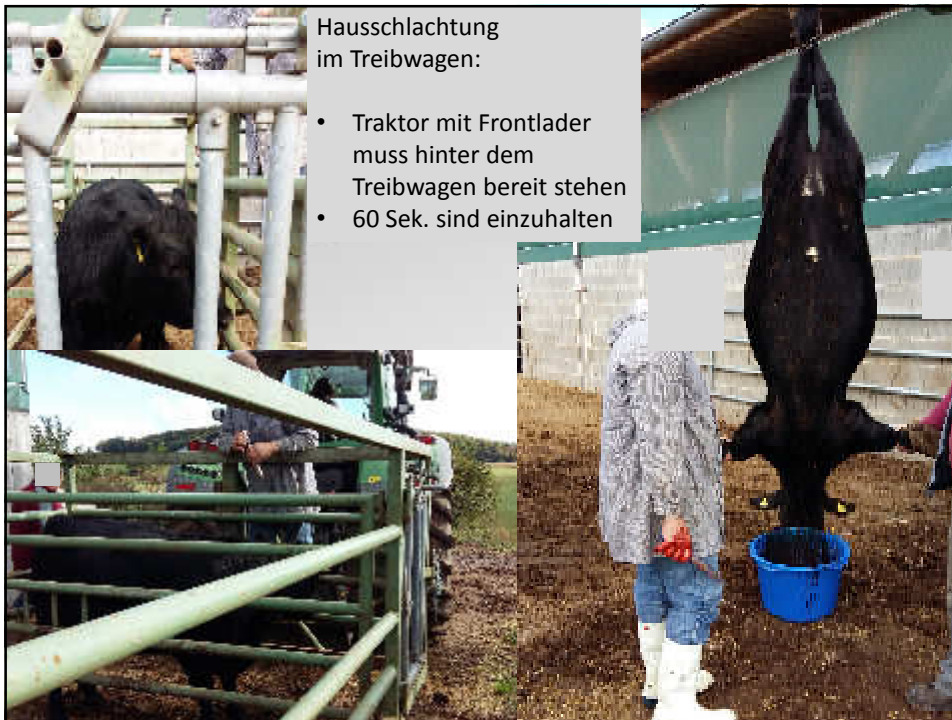 Hausschlachtung
im Treibwagen:
• Traktor mit Frontlader
muss hinter dem
Treibwagen bereit stehen
• 60 Sek. sind einzuhalten